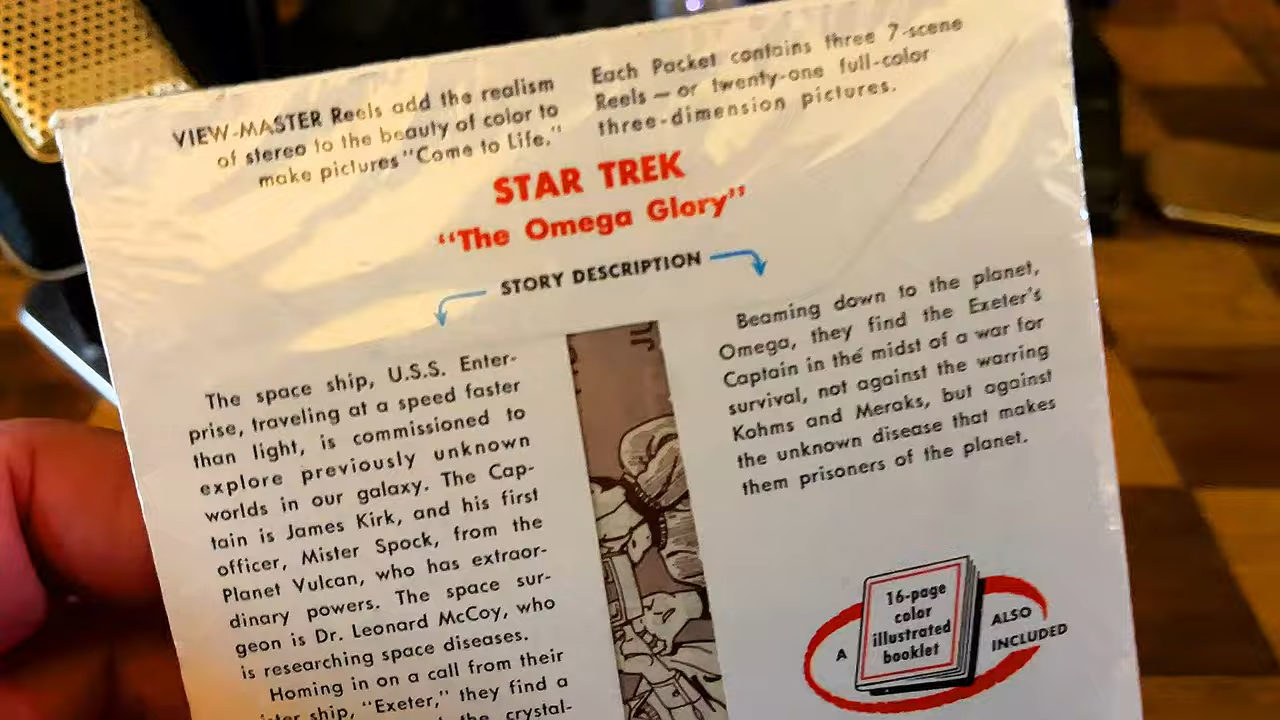 VIEW-MASTER Reels add the realism
of stereo to the beauty of color to
make pictures "Come to Life."
Each Packet contains three 7-scene
Reels — or twenty-one full-color
three-dimension pictures.
STAR TREK
"The Omega Glory"
STORY DESCRIPTION
The space ship, U.S.S. Enter-
prise, traveling at a speed faster
than light, is commissioned to
explore previously unknown
worlds in our galaxy. The Cap-
tain is James Kirk, and his first
officer, Mister Spock, from the
Planet Vulcan, who has extraor-
dinary powers. The space sur-
geon is Dr. Leonard McCoy, who
is researching space diseases.
Homing in on a call from their
ship, "Exeter," they find a
the crystal-
Beaming down to the planet,
Omega, they find the Exeter's
Captain in the midst of a war for
survival, not against the warring
Kohms and Meraks, but against
the unknown disease that makes
them prisoners of the planet.
A
16-page
color
illustrated
booklet
ALSO
INCLUDED